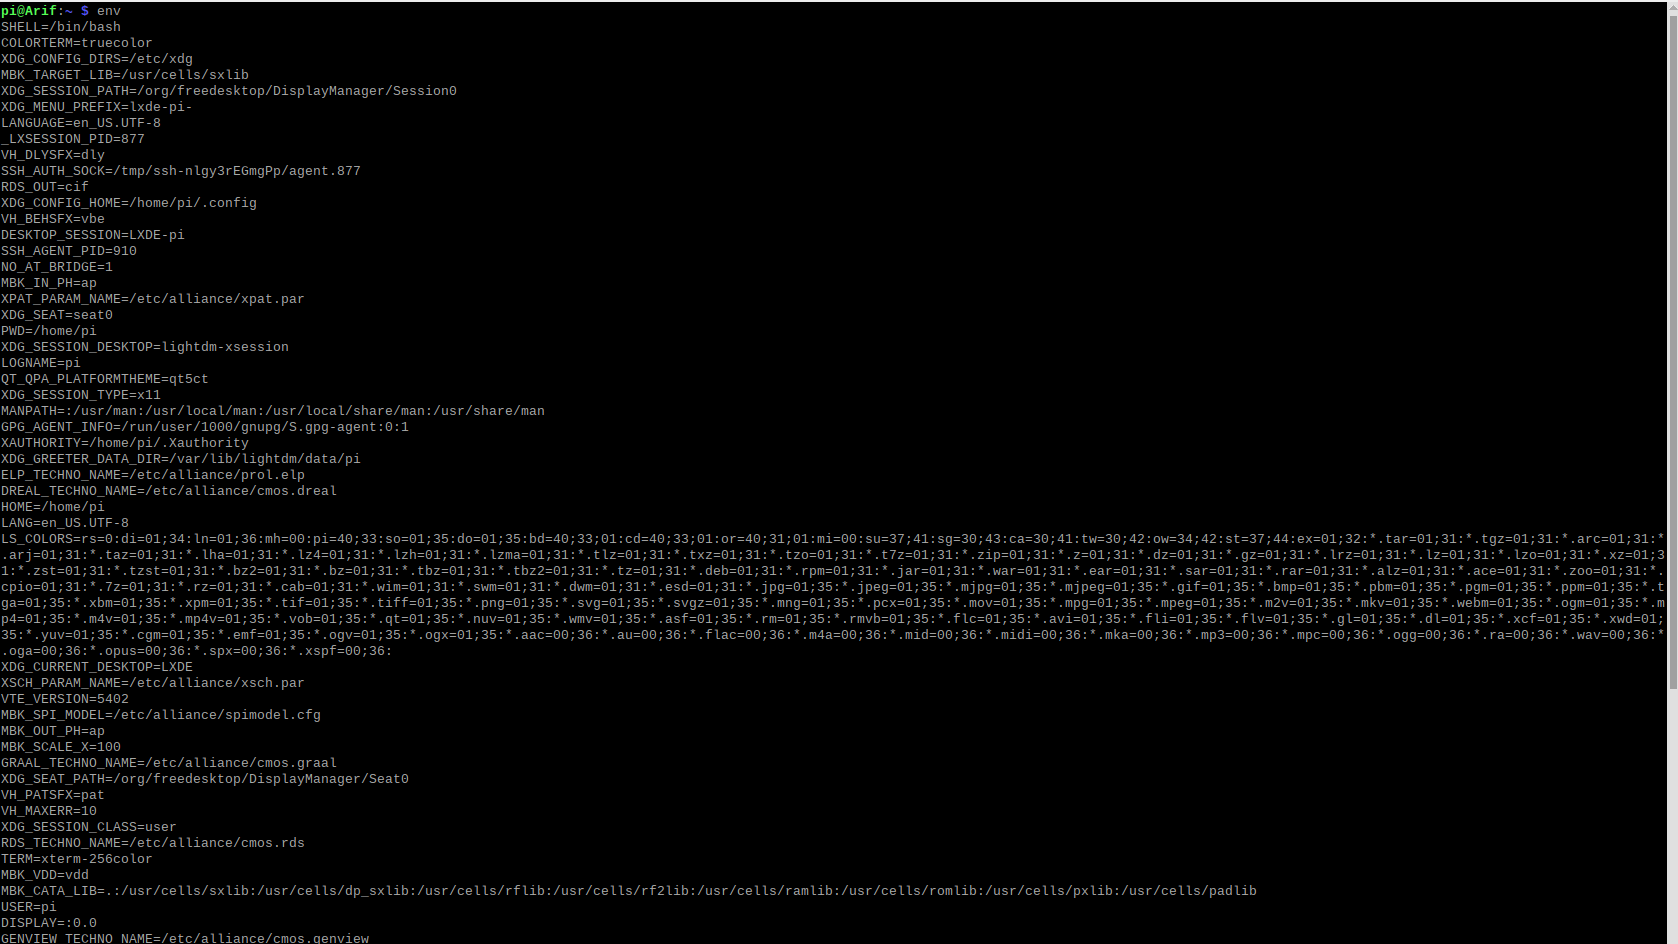 pi@Arif:~ $ env
SHELL=/bin/bash
COLORTERM=truecolor
XDG_CONFIG_DIRS=/etc/xdg
MBK_TARGET_LIB=/usr/cells/sxlib
XDG_SESSION_PATH=/org/freedesktop/DisplayManager/Session0
XDG_MENU_PREFIX=lxde-pi-
LANGUAGE=en_US.UTF-8
_LXSESSION_PID=877
VH_DLYSFX=dly
SSH_AUTH_SOCK=/tmp/ssh-nlgy3rEGmgPp/agent.877
RDS_OUT=cif
XDG_CONFIG_HOME=/home/pi/.config
VH_BEHSFX=vbe
DESKTOP_SESSION=LXDE-pi
SSH_AGENT_PID=910
NO_AT_BRIDGE=1
MBK_IN_PH=ap
XPAT_PARAM_NAME=/etc/alliance/xpat.par
XDG_SEAT=seat0
PWD=/home/pi
XDG_SESSION_DESKTOP=lightdm-xsession
LOGNAME=pi
QT_QPA_PLATFORMTHEME=qt5ct
XDG_SESSION_TYPE=x11
MANPATH=:/usr/man:/usr/local/man:/usr/local/share/man:/usr/share/man
GPG_AGENT_INFO=/run/user/1000/gnupg/S.gpg-agent:0:1
XAUTHORITY=/home/pi/.Xauthority
XDG_GREETER_DATA_DIR=/var/lib/lightdm/data/pi
ELP_TECHNO_NAME=/etc/alliance/prol.elp
DREAL_TECHNO_NAME=/etc/alliance/cmos.dreal
HOME=/home/pi
LANG=en_US.UTF-8
LS_COLORS=rs=0:di=01;34:ln=01;36:mh=00:pi=40;33:so=01;35:do=01;35:bd=40;33;01:cd=40;33;01:or=40;31;01:mi=00:su=37;41:sg=30;43:ca=30;41:tw=30;42:ow=34;42:st=37;44:ex=01;32:*.tar=01;31:*.tgz=01;31:*.arc=01;31:*
.arj=01;31:*.taz=01;31:*.lha=01;31:*.lz4=01;31:*.lzh=01;31:*.lzma=01;31:*.tlz=01;31:*.txz=01;31:*.tzo=01;31:*.t7z=01;31:*.zip=01;31:*.z=01;31:*.dz=01;31:*.gz=01;31:*.lrz=01;31:*.lz=01;31:*.lzo=01;31:*.xz=01;3
1:*.zst=01;31:*.tzst=01;31:*.bz2=01;31:*.bz=01;31:*.tbz=01;31:*.tbz2=01;31:*.tz=01;31:*.deb=01;31:*.rpm=01;31:*.jar=01;31:*.war=01;31:*.ear=01;31:*.sar=01;31:*.rar=01;31:*.alz=01;31:*.ace=01;31:*.zoo=01;31:*.
cpio=01;31:*.7z=01;31:*.rz=01;31:*.cab=01;31:*.wim=01;31:*.swm=01;31:*.dwm=01;31:*.esd=01;31:*.jpg=01;35:*.jpeg=01;35:*.mjpg=01;35:*.mjpeg=01;35:*.gif=01;35:*.bmp=01;35:*.pbm=01;35:*.pgm=01;35:*.ppm=01;35:*.t
ga=01;35:*.xbm=01;35:*.xpm=01;35:*.tif=01;35:*.tiff=01;35:*.png=01;35:*.svg=01;35:*.svgz=01;35:*.mng=01;35:*.pcx=01;35:*.mov=01;35:*.mpg=01;35:*.mpeg=01;35:*.m2v=01;35:*.mkv=01;35:*.webm=01;35:*.ogm=01;35:*.m
p4=01;35:*.m4v=01;35:*.mp4v=01;35:*.vob=01;35:*.qt=01;35:*.nuv=01;35:*.wmv=01;35:*.asf=01;35:*.rm=01;35:*.rmvb=01;35:*.flc=01;35:*.avi=01;35:*.fli=01;35:*.flv=01;35:*.gl=01;35:*.dl=01;35:*.xcf=01;35:*.xwd=01;
35:*.yuv=01;35:*.cgm=01;35:*.emf=01;35:*.ogv=01;35:*.ogx=01;35:*.aac=00;36:*.au=00;36:*.flac=00;36:*.m4a=00;36:*.mid=00;36:*.midi=00;36:*.mka=00;36:*.mp3=00;36:*.mpc=00;36:*.ogg=00;36:*.ra=00;36:*.wav=00;36:*
.oga=00;36:*.opus=00;36:*.spx=00;36:*.xspf=00;36:
XDG_CURRENT_DESKTOP=LXDE
XSCH_PARAM_NAME=/etc/alliance/xsch.par
VTE_VERSION=5402
MBK_SPI_MODEL=/etc/alliance/spimodel.cfg
MBK_OUT_PH=ap
MBK_SCALE_X=100
GRAAL_TECHNO_NAME=/etc/alliance/cmos.graal
XDG_SEAT_PATH=/org/freedesktop/DisplayManager/Seat0
VH_PATSFX=pat
VH_MAXERR=10
XDG_SESSION_CLASS=user
RDS_TECHNO_NAME=/etc/alliance/cmos.rds
TERM=xterm-256color
MBK_VDD=vdd
MBK_CATA_LIB=.:/usr/cells/sxlib:/usr/cells/dp_sxlib:/usr/cells/rflib:/usr/cells/rf2lib:/usr/cells/ramlib:/usr/cells/romlib:/usr/cells/pxlib:/usr/cells/padlib
USER=pi
DISPLAY=:0.0
GENVIEW_TECHNO_NAME=/etc/alliance/cmos.genview